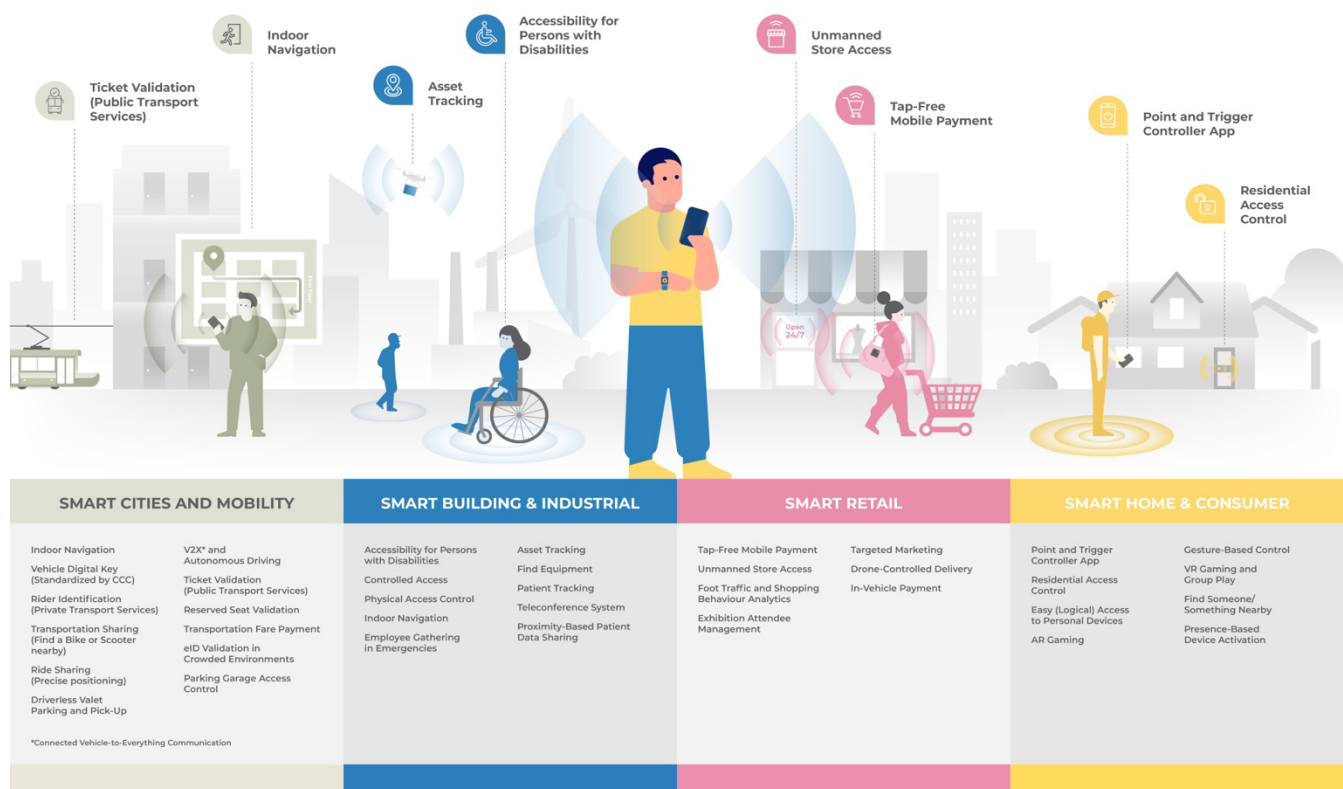 Indoor
Navigation
Accessibility for
Persons with
Disabilities
Unmanned
Store Access
Ticket Validation
(Public Transport
Services)
Asset
Tracking
Tap-Free
Mobile Payment
Point and Trigger
Controller App
Residential
Access
Control
Open
24/7
SMART CITIES AND MOBILITY
Indoor Navigation
Vehicle Digital Key
(Standardized by CCC)
Rider Identification
(Private Transport Services)
Transportation Sharing
(Find a Bike or Scooter
nearby)
Ride Sharing
(Precise positioning)
Driverless Valet
Parking and Pick-Up
V2X* and
Autonomous Driving
Ticket Validation
(Public Transport Services)
Reserved Seat Validation
Transportation Fare Payment
eID Validation in
Crowded Environments
Parking Garage Access
Control
*Connected Vehicle-to-Everything Communication
SMART BUILDING & INDUSTRIAL
Accessibility for Persons
with Disabilities
Controlled Access
Physical Access Control
Indoor Navigation
Employee Gathering
in Emergencies
Asset Tracking
Find Equipment
Patient Tracking
Teleconference System
Proximity-Based Patient
Data Sharing
SMART RETAIL
Tap-Free Mobile Payment
Unmanned Store Access
Foot Traffic and Shopping
Behaviour Analytics
Exhibition Attendee
Management
Targeted Marketing
Drone-Controlled Delivery
In-Vehicle Payment
SMART HOME & CONSUMER
Point and Trigger
Controller App
Residential Access
Control
Easy (Logical) Access
to Personal Devices
AR Gaming
Gesture-Based Control
VR Gaming and
Group Play
Find Someone/
Something Nearby
Presence-Based
Device Activation